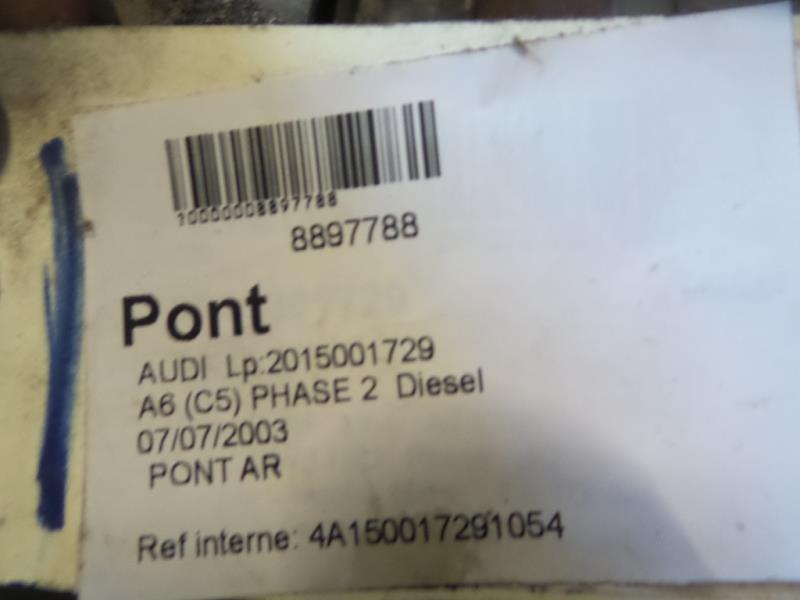 10000008897788
8897788
Pont
AUDI Lp:2015001729
A6 (C5) PHASE 2 Diesel
07/07/2003
PONT AR
Ref interne: 4A150017291054